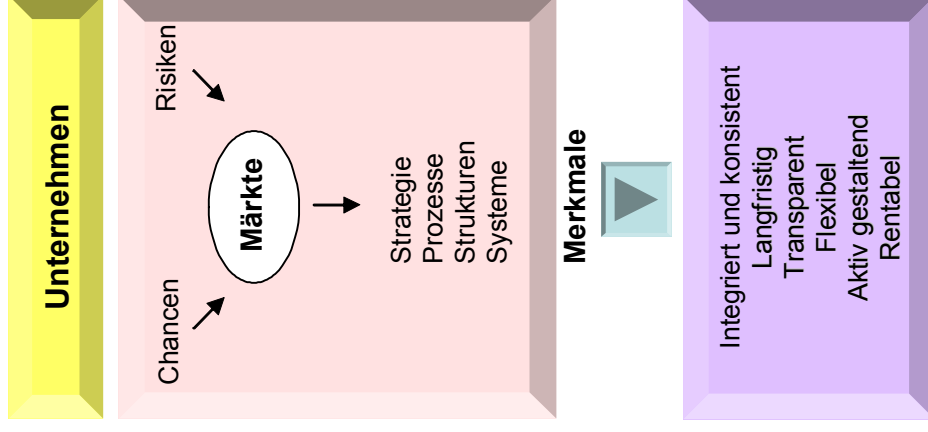 Unternehmen
Chancen
Risiken
Märkte
Strategie
Prozesse
Strukturen
Systeme
Merkmale
Integriert und konsistent
Langfristig
Transparent
Flexibel
Aktiv gestaltend
Rentabel